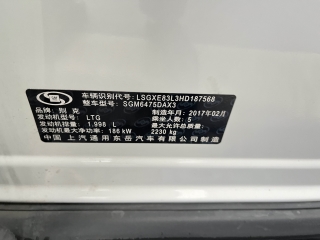 车辆识别代号: LSGXE83L3HD187568
整车型号: SGM6475DAX3
品牌: 别克 制造年月: 2017年02月
发动机型号: LTG 乘坐人数: 5
发动机排量: 1.998 L 最大允许总质量:
发动机最大净功率: 186 kW 2230 kg
中国上汽通用东岳汽车有限公司制造